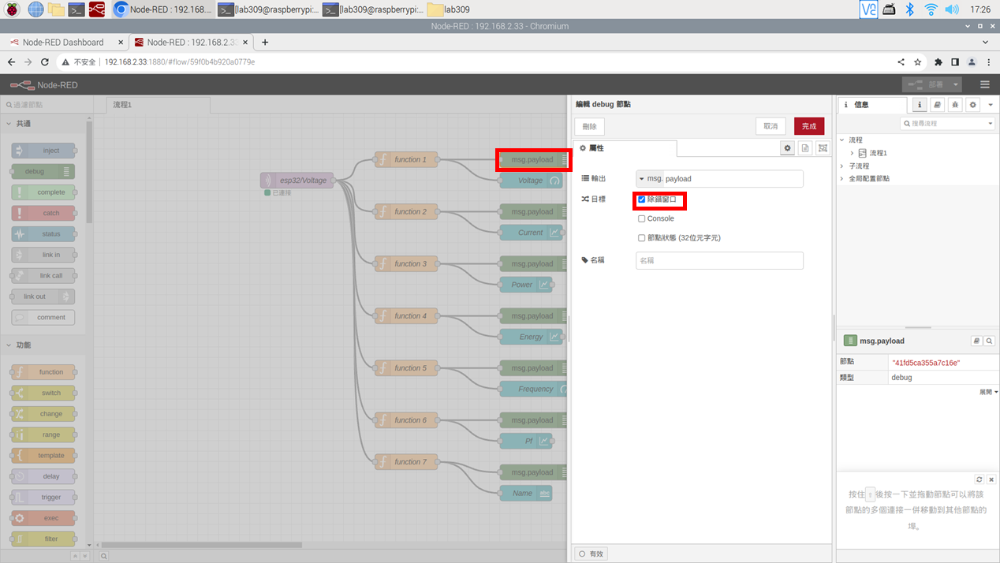 Node-RED : 192.168.2.33...
[lab309@raspberrypi:...
[lab309@raspberrypi:...
lab309
17:26
Node-RED : 192.168.2.33 - Chromium
Node-RED Dashboard
Node-RED : 192.168.2.33
不安全
192.168.2.33:1880/#flow/59f0b4b920a0779e
Node-RED
部署
過濾節點
流程1
編輯 debug 節點
信息
共通
刪除
取消
完成
搜尋流程
屬性
inject
debug
complete
catch
status
link in
link call
link out
comment
功能
function
switch
change
range
template
delay
trigger
exec
filter
esp32/Voltage
已連接
function 1
msg.payload
Voltage
function 2
msg.payload
Current
function 3
msg.payload
Power
function 4
msg.payload
Energy
function 5
msg.payload
Frequency
function 6
msg.payload
Pf
function 7
msg.payload
Name
輸出
msg. payload
目標
除錯窗口
Console
節點狀態 (32位元字元)
名稱
名稱
有效
流程
流程1
子流程
全局配置節點
msg.payload
節點
"41fd5ca355a7c16e"
類型
debug
展開
按住⇧後按一下並拖動節點可以將該
節點的多個連接一併移動到其他節點的
埠。